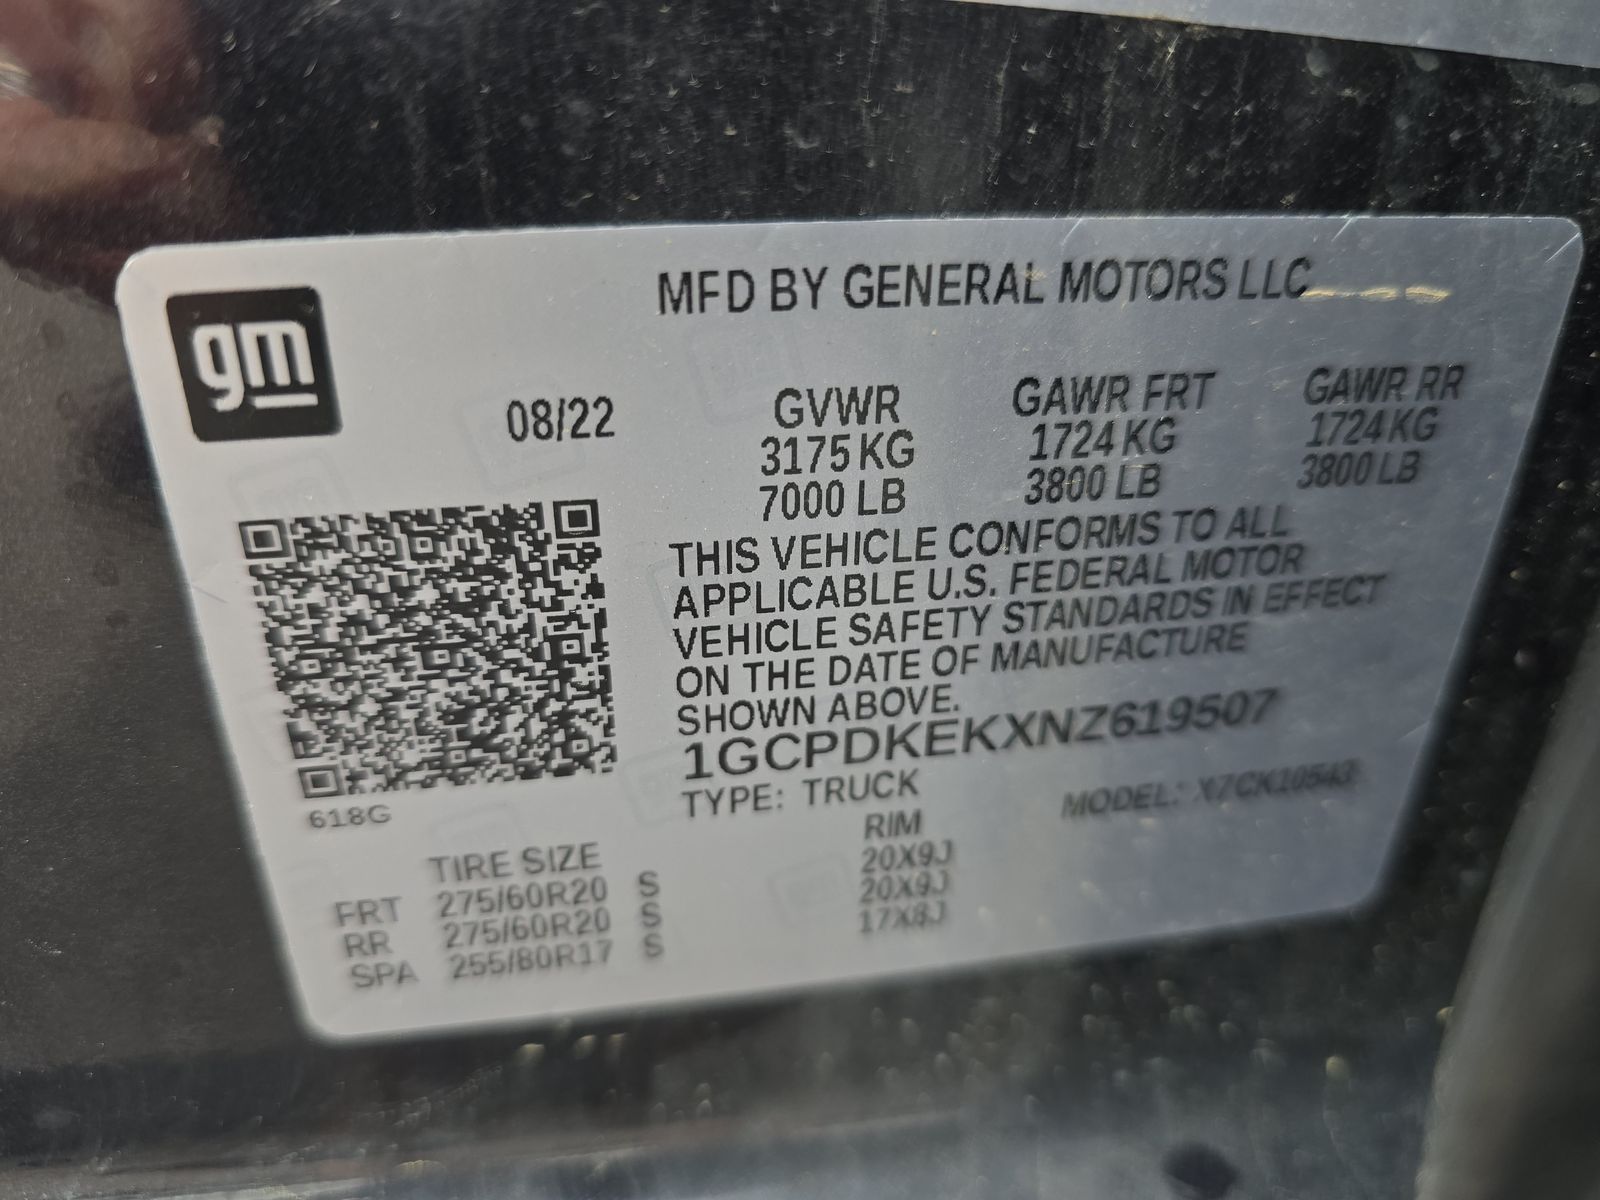 gm
MFD BY GENERAL MOTORS LLC
08/22
GVWR GAWR FRT GAWR RR
3175 KG 1724 KG 1724 KG
7000 LB 3800 LB 3800 LB
THIS VEHICLE CONFORMS TO ALL
APPLICABLE U.S. FEDERAL MOTOR
VEHICLE SAFETY STANDARDS IN EFFECT
ON THE DATE OF MANUFACTURE
SHOWN ABOVE.
1GCPDKEKXNZ619507
TYPE: TRUCK MODEL: X7CK10543
618G
TIRE SIZE RIM
FRT 275/60R20 S 20X9J
RR 275/60R20 S 20X9J
SPA 255/80R17 S 17X8J